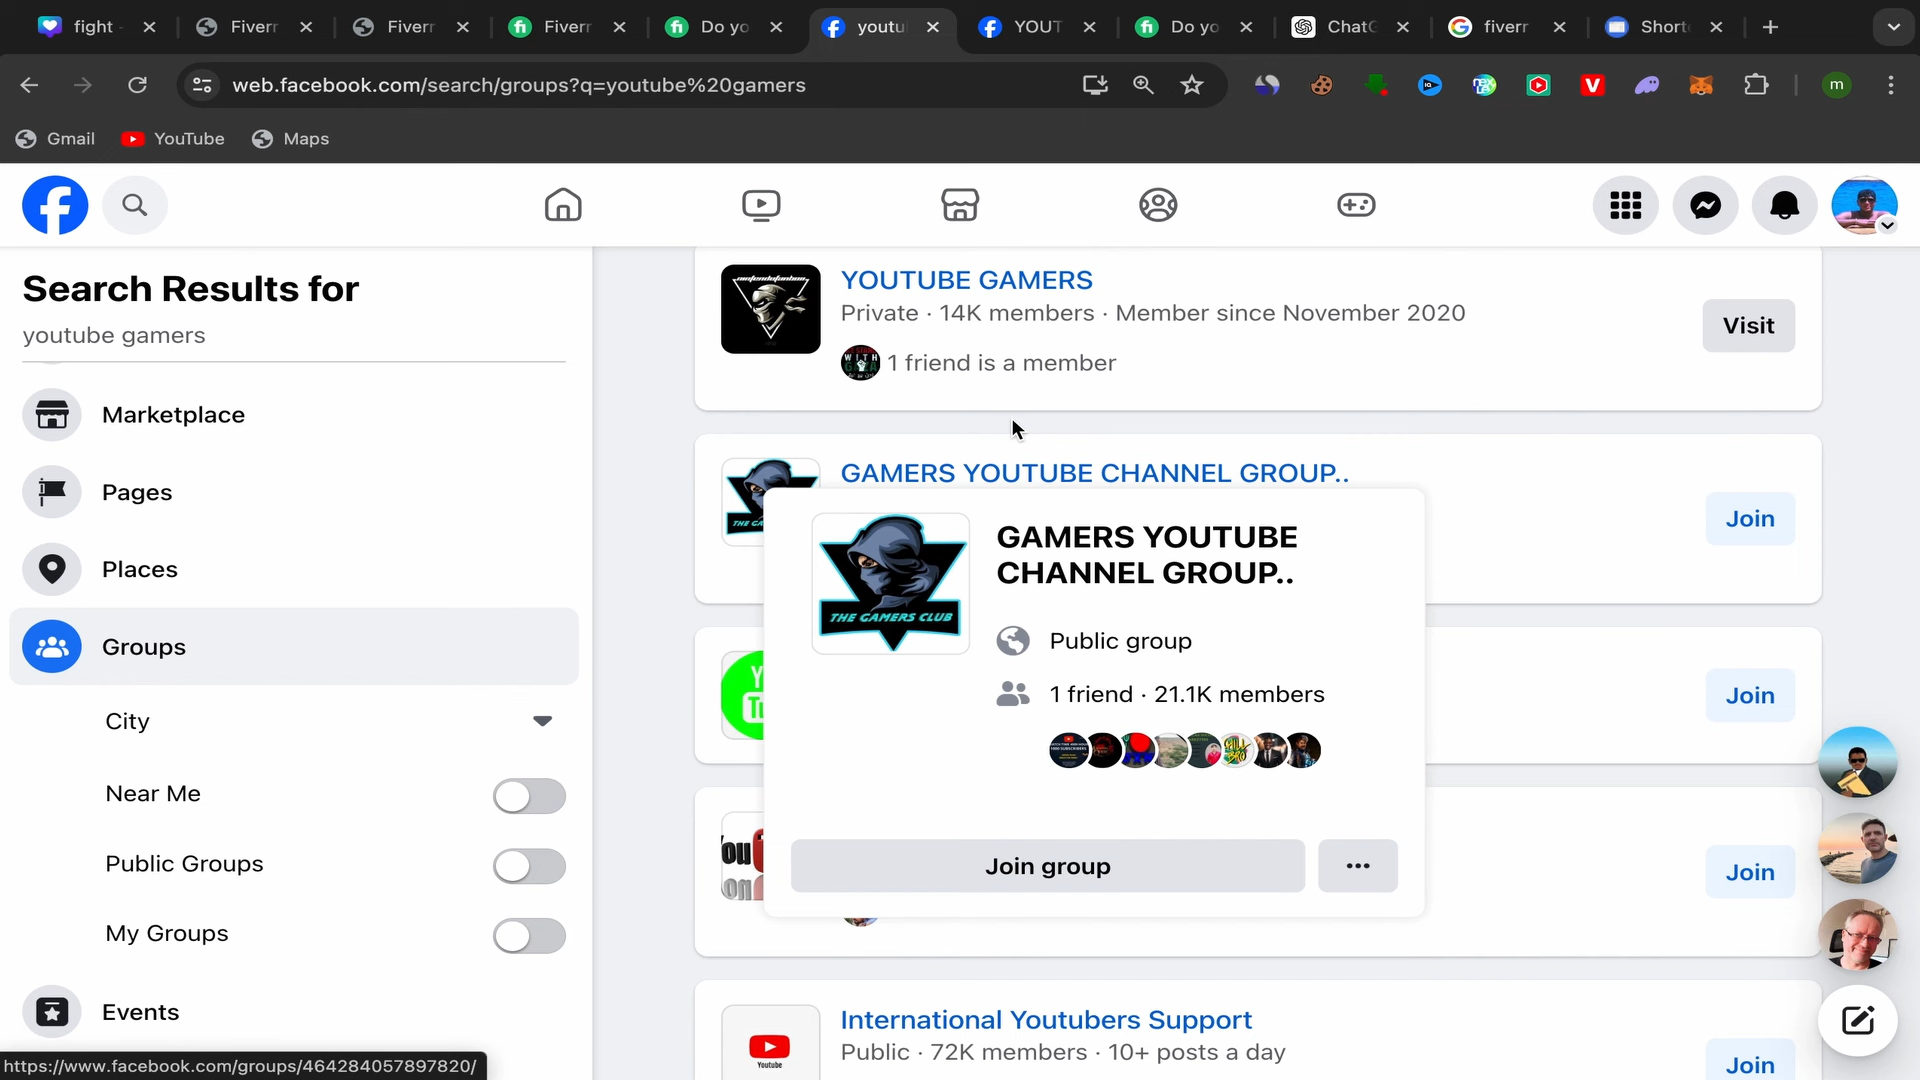 fight
Fiverr
Fiverr
Fiverr
Do yo
youtu
YOUT
Do yo
ChatG
fiverr
Short
web.facebook.com/search/groups?q=youtube%20gamers
m
Gmail
YouTube
Maps
Search Results for
youtube gamers
Marketplace
Pages
Places
Groups
City
Near Me
Public Groups
My Groups
Events
https://www.facebook.com/groups/464284057897820/
YOUTUBE GAMERS
Private · 14K members · Member since November 2020
1 friend is a member
Visit
GAMERS YOUTUBE CHANNEL GROUP..
Join
GAMERS YOUTUBE
CHANNEL GROUP..
THE GAMERS CLUB
Public group
1 friend · 21.1K members
Join group
Join
Join
International Youtubers Support
Public · 72K members · 10+ posts a day
Youtube
Join